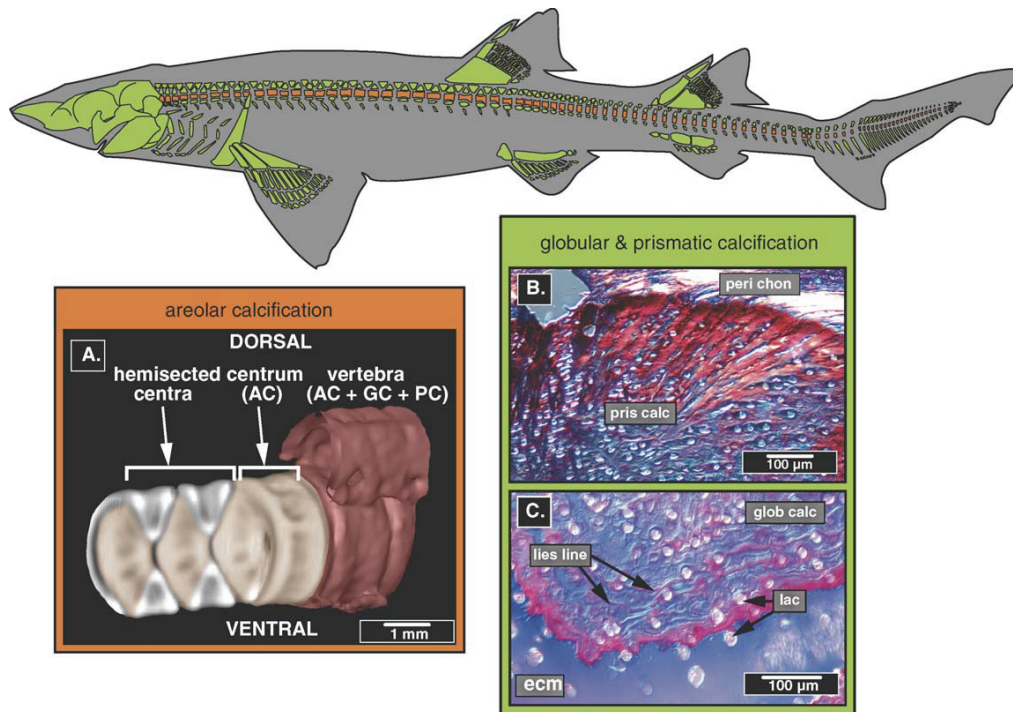 areolar calcification
A.
DORSAL
hemisected centrum vertebra
centra (AC) (AC + GC + PC)
VENTRAL
1 mm
globular & prismatic calcification
B.
peri chon
pris calc
100 µm
C.
glob calc
lies line
lac
ecm
100 µm